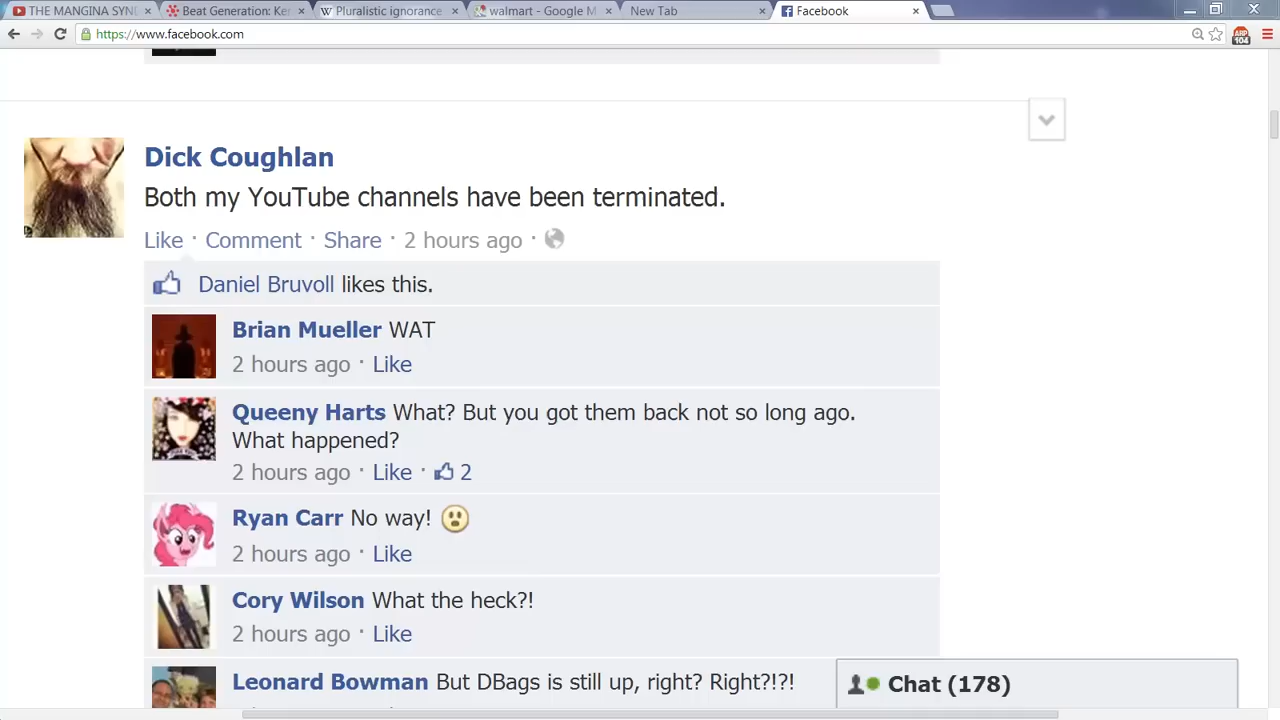 THE MANGINA SYN
Beat Generation: Ker
Pluralistic ignorance
walmart - Google M
New Tab
Facebook
https://www.facebook.com
ABP
104
Dick Coughlan
Both my YouTube channels have been terminated.
Like · Comment · Share · 2 hours ago ·
Daniel Bruvoll likes this.
Brian Mueller WAT
2 hours ago · Like
Queeny Harts What? But you got them back not so long ago.
What happened?
2 hours ago · Like · 2
Ryan Carr No way!
2 hours ago · Like
Cory Wilson What the heck?!
2 hours ago · Like
Leonard Bowman But DBags is still up, right? Right?!?!
Chat (178)